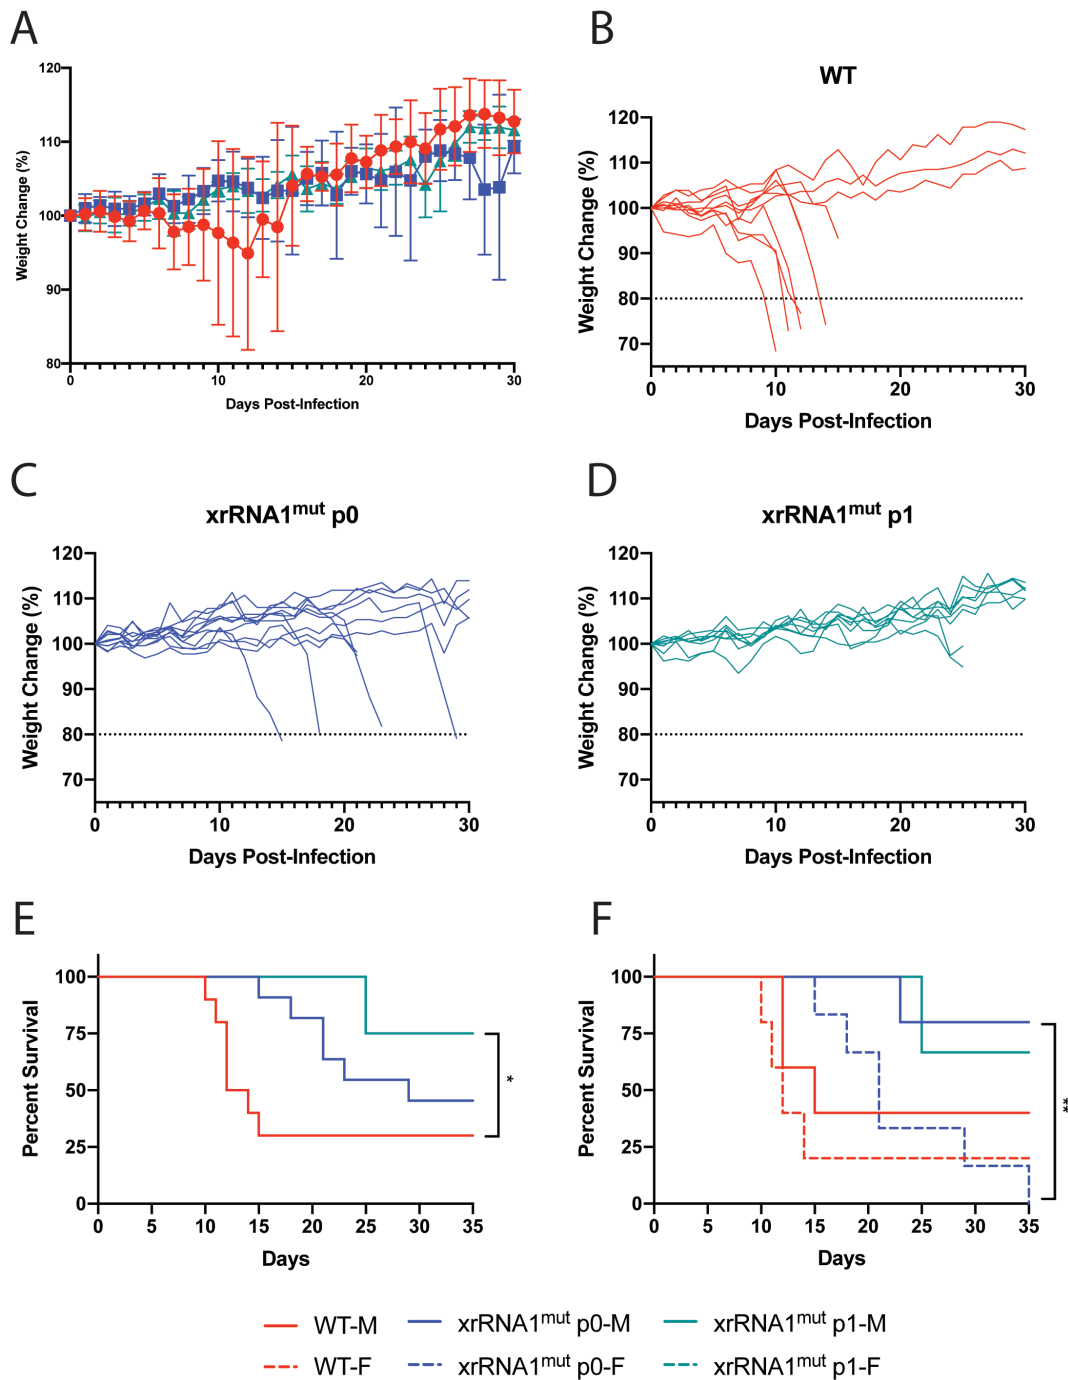 A
120
110
100
90
80
0
10
20
30
Weight Change (%)
Days Post-Infection
B
WT
120
110
100
90
80
70
0
10
20
30
Weight Change (%)
Days Post-Infection
C
xrRNA1mut p0
120
110
100
90
80
70
0
10
20
30
Weight Change (%)
Days Post-Infection
D
xrRNA1mut p1
120
110
100
90
80
70
0
10
20
30
Weight Change (%)
Days Post-Infection
E
100
75
50
25
0
0
5
10
15
20
25
30
35
Percent Survival
Days
*
F
100
75
50
25
0
0
5
10
15
20
25
30
35
Percent Survival
Days
**
WT-M
xrRNA1mut p0-M
xrRNA1mut p1-M
WT-F
xrRNA1mut p0-F
xrRNA1mut p1-F